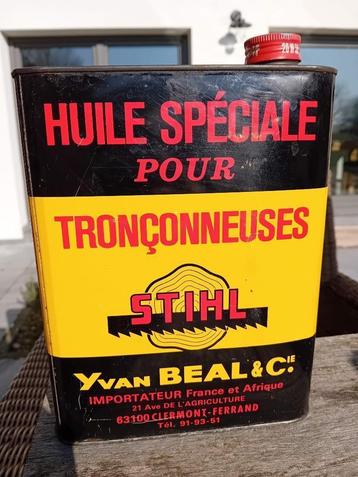 HUILE SPÉCIALE
POUR
TRONÇONNEUSES
STIHL
YVAN BEAL & CIE.
IMPORTATEUR France et Afrique
21 Ave DE L'AGRICULTURE
63100 CLERMONT-FERRAND
Tél. 91-93-51